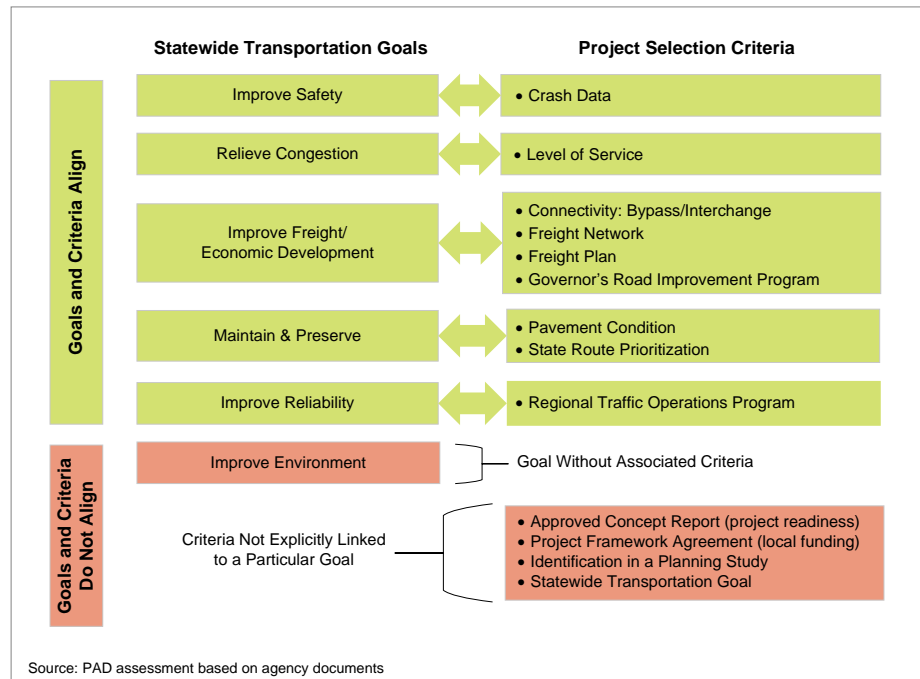 Statewide Transportation Goals
Project Selection Criteria
Goals and Criteria Align
Improve Safety
• Crash Data
Relieve Congestion
• Level of Service
Improve Freight/
Economic Development
• Connectivity: Bypass/Interchange
• Freight Network
• Freight Plan
• Governor's Road Improvement Program
Maintain & Preserve
• Pavement Condition
• State Route Prioritization
Improve Reliability
• Regional Traffic Operations Program
Goals and Criteria
Do Not Align
Improve Environment
Goal Without Associated Criteria
Criteria Not Explicitly Linked
to a Particular Goal
• Approved Concept Report (project readiness)
• Project Framework Agreement (local funding)
• Identification in a Planning Study
• Statewide Transportation Goal
Source: PAD assessment based on agency documents